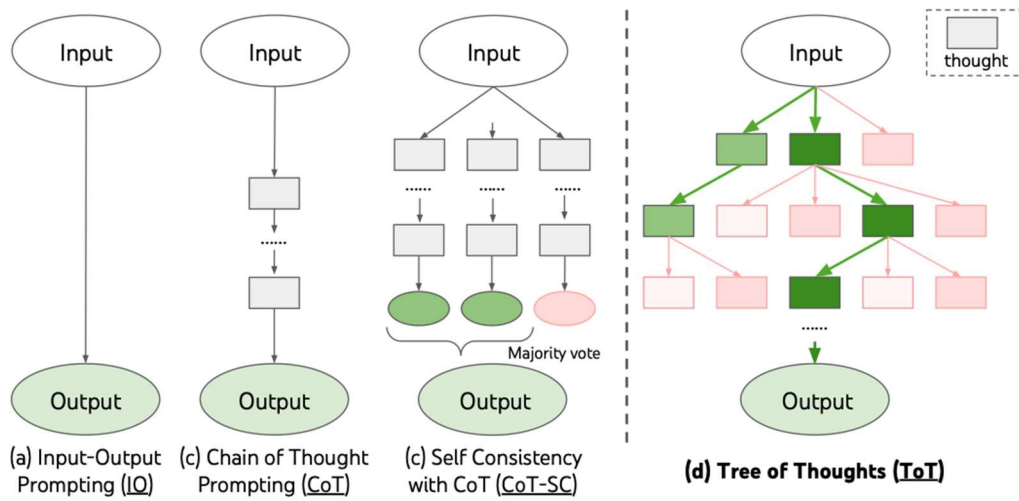 Input
Input
Input
Input
thought
......
......
......
......
......
Majority vote
Output
Output
Output
Output
(a) Input-Output
Prompting (IO)
(c) Chain of Thought
Prompting (CoT)
(c) Self Consistency
with CoT (CoT-SC)
(d) Tree of Thoughts (ToT)